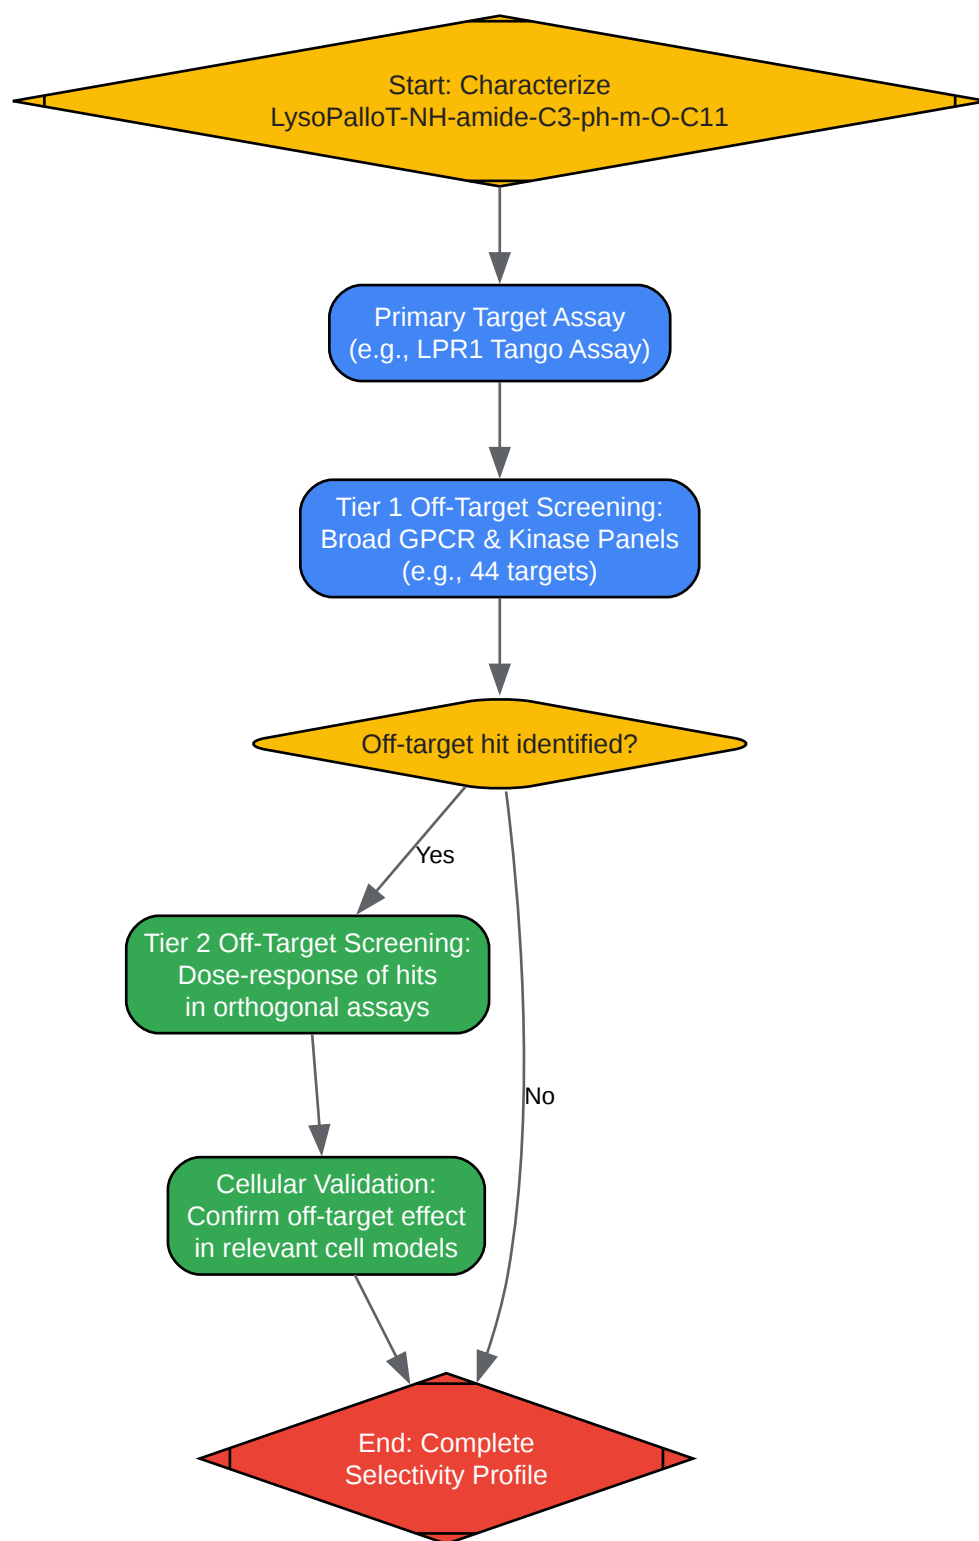 Start: Characterize
LysoPalloT-NH-amide-C3-ph-m-O-C11
Primary Target Assay
(e.g., LPR1 Tango Assay)
Tier 1 Off-Target Screening:
Broad GPCR & Kinase Panels
(e.g., 44 targets)
Off-target hit identified?
Yes
Tier 2 Off-Target Screening:
Dose-response of hits
in orthogonal assays
No
Cellular Validation:
Confirm off-target effect
in relevant cell models
End: Complete
Selectivity Profile